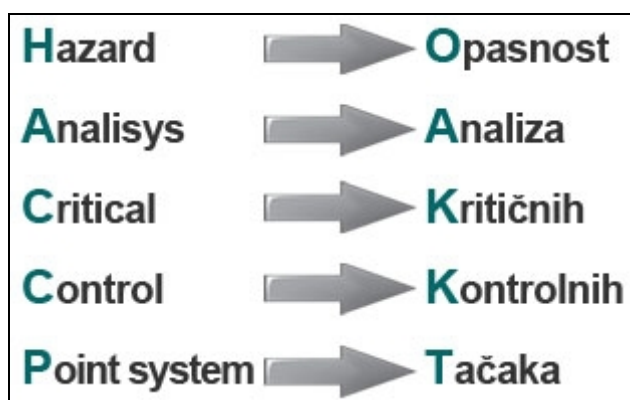 Hazard Opasnost
Analisys Analiza
Critical Kritičnih
Control Kontrolnih
Point system Tačaka